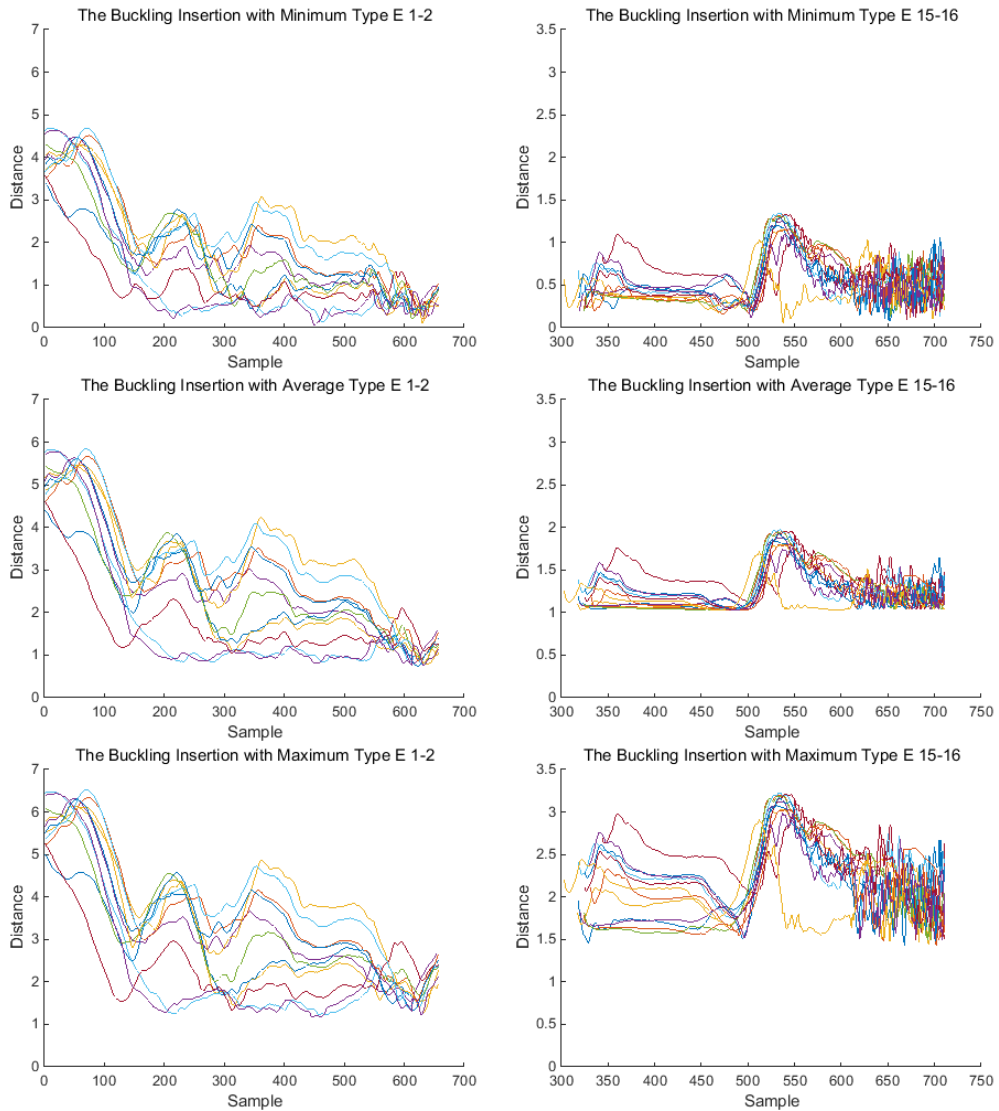 The Buckling Insertion with Minimum Type E 1-2
7
6
5
4
3
2
1
0
Distance
0 100 200 300 400 500 600 700
Sample
The Buckling Insertion with Minimum Type E 15-16
3.5
3
2.5
2
1.5
1
0.5
0
Distance
300 350 400 450 500 550 600 650 700 750
Sample
The Buckling Insertion with Average Type E 1-2
7
6
5
4
3
2
1
0
Distance
0 100 200 300 400 500 600 700
Sample
The Buckling Insertion with Average Type E 15-16
3.5
3
2.5
2
1.5
1
0.5
0
Distance
300 350 400 450 500 550 600 650 700 750
Sample
The Buckling Insertion with Maximum Type E 1-2
7
6
5
4
3
2
1
0
Distance
0 100 200 300 400 500 600 700
Sample
The Buckling Insertion with Maximum Type E 15-16
3.5
3
2.5
2
1.5
1
0.5
0
Distance
300 350 400 450 500 550 600 650 700 750
Sample